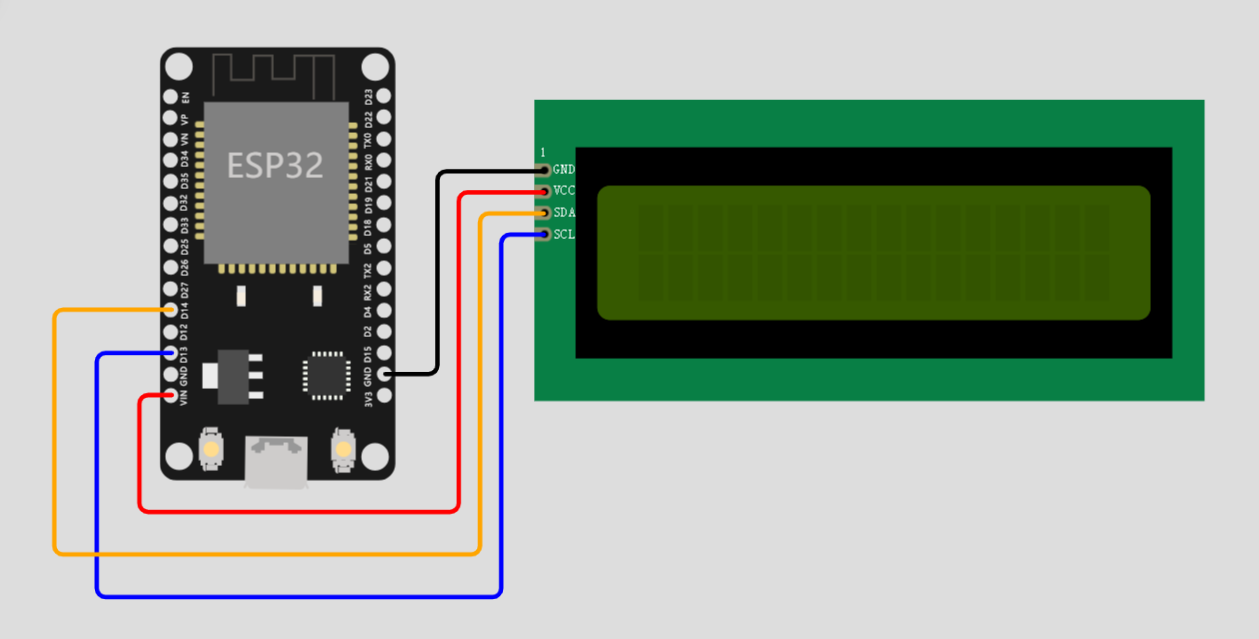 EN
VP
VN
D34
D35
D32
D33
D25
D26
D27
D14
D12
D13
GND
VIN
ESP32
D23
D22
TX0
RX0
D21
D19
D18
D5
TX2
RX2
D4
D2
D15
GND
3V3
1
GND
VCC
SDA
SCL